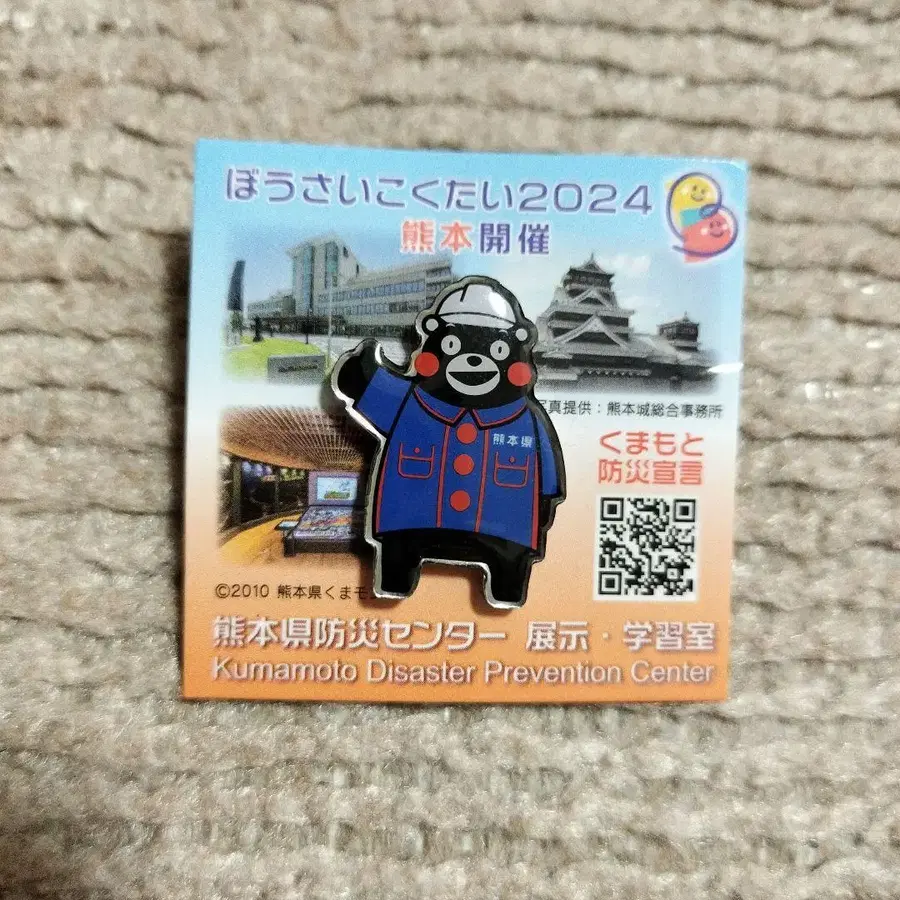 ぼうさいこくたい2024
熊本開催
熊本県
真提供：熊本城総合事務所
くまもと
防災宣言
©2010 熊本県くまモ
熊本県防災センター 展示・学習室
Kumamoto Disaster Prevention Center